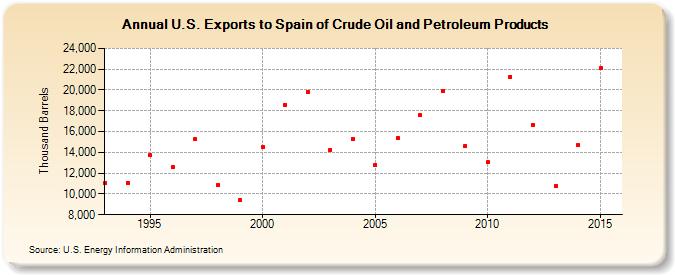 Annual U.S. Exports to Spain of Crude Oil and Petroleum Products
Thousand Barrels
24,000
22,000
20,000
18,000
16,000
14,000
12,000
10,000
8,000
1995 2000 2005 2010 2015
Source: U.S. Energy Information Administration